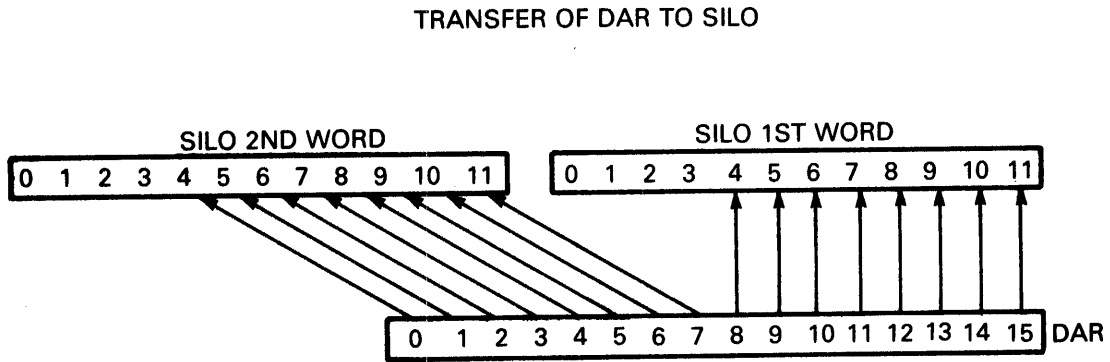 TRANSFER OF DAR TO SILO
SILO 2ND WORD
SILO 1ST WORD
0 1 2 3 4 5 6 7 8 9 10 11
0 1 2 3 4 5 6 7 8 9 10 11
0 1 2 3 4 5 6 7 8 9 10 11 12 13 14 15 DAR